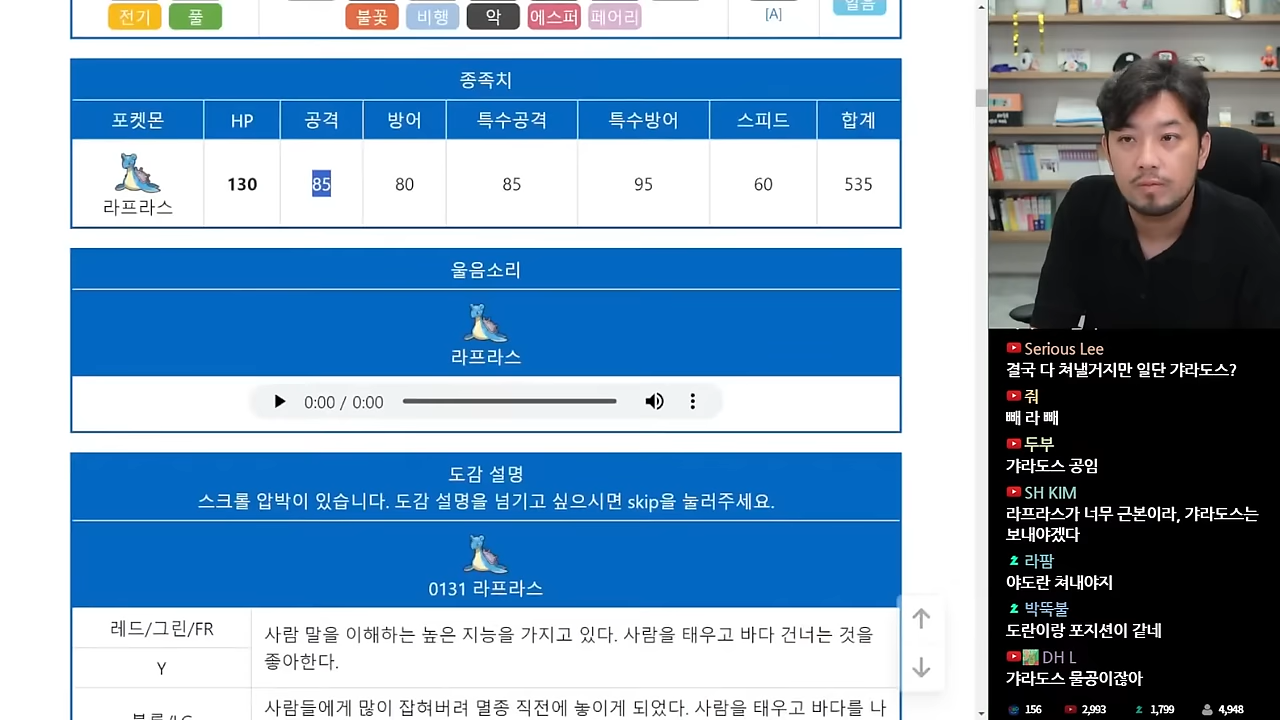 전기 풀
불꽃 비행 악 에스퍼 페어리
[A]
얼음
종족치
포켓몬 HP 공격 방어 특수공격 특수방어 스피드 합계
라프라스 130 85 80 85 95 60 535
울음소리
라프라스
0:00 / 0:00
도감 설명
스크롤 압박이 있습니다. 도감 설명을 넘기고 싶으시면 skip을 눌러주세요.
0131 라프라스
레드/그린/FR
Y
사람 말을 이해하는 높은 지능을 가지고 있다. 사람을 태우고 바다 건너는 것을
좋아한다.
사람들에게 많이 잡혀버려 멸종 직전에 놓이게 되었다. 사람을 태우고 바다를 나
Serious Lee
결국 다 쳐낼거지만 일단 갸라도스?
줘
빼 라 빼
두부
갸라도스 공임
SH KIM
라프라스가 너무 근본이라, 갸라도스는
보내야겠다
라팜
야도란 쳐내야지
박뚝불
도란이랑 포지션이 같네
DH L
갸라도스 물공이잖아
156 2,993 1,799 4,948